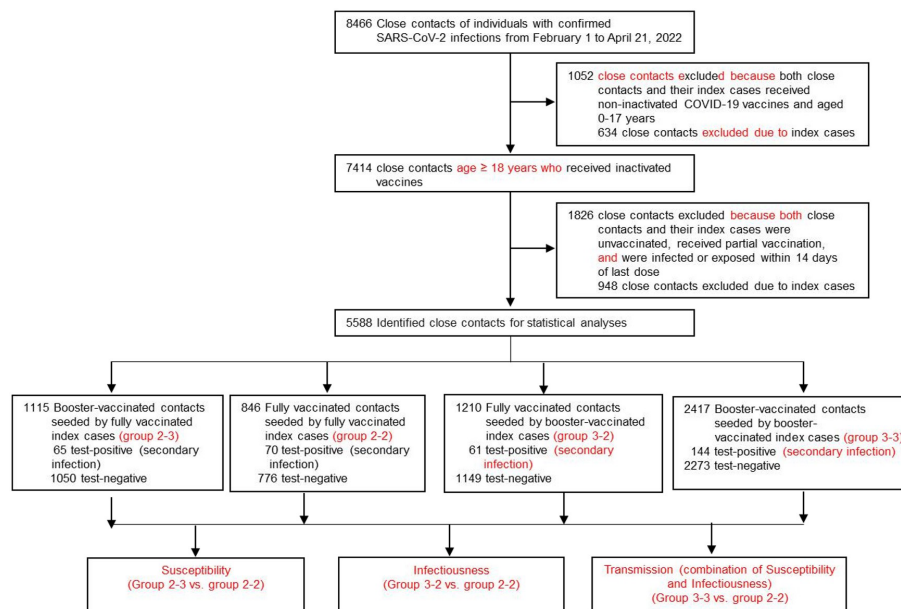 8466 Close contacts of individuals with confirmed
SARS-CoV-2 infections from February 1 to April 21, 2022
1052 close contacts excluded because both close
contacts and their index cases received
non-inactivated COVID-19 vaccines and aged
0-17 years
634 close contacts excluded due to index cases
7414 close contacts age ≥ 18 years who received inactivated
vaccines
1826 close contacts excluded because both close
contacts and their index cases were
unvaccinated, received partial vaccination,
and were infected or exposed within 14 days
of last dose
948 close contacts excluded due to index cases
5588 Identified close contacts for statistical analyses
1115 Booster-vaccinated contacts
seeded by fully vaccinated
index cases (group 2-3)
65 test-positive (secondary
infection)
1050 test-negative
846 Fully vaccinated contacts
seeded by fully vaccinated
index cases (group 2-2)
70 test-positive (secondary
infection)
776 test-negative
1210 Fully vaccinated contacts
seeded by booster-vaccinated
index cases (group 3-2)
61 test-positive (secondary
infection)
1149 test-negative
2417 Booster-vaccinated contacts
seeded by booster-
vaccinated index cases (group 3-3)
144 test-positive (secondary infection)
2273 test-negative
Susceptibility
(Group 2-3 vs. group 2-2)
Infectiousness
(Group 3-2 vs. group 2-2)
Transmission (combination of Susceptibility
and Infectiousness)
(Group 3-3 vs. group 2-2)